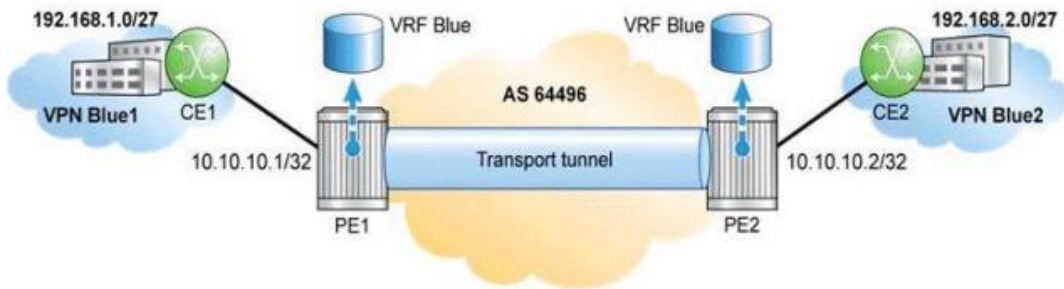 192.168.1.0/27
VRF Blue
VRF Blue
192.168.2.0/27
AS 64496
VPN Blue1
CE1
CE2
VPN Blue2
10.10.10.1/32
Transport tunnel
10.10.10.2/32
PE1
PE2